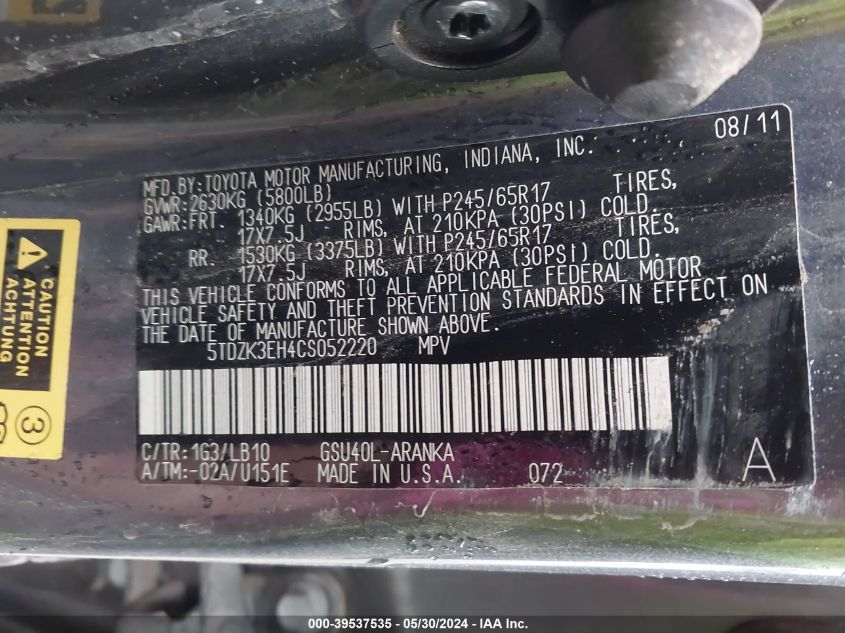 08/11
MFD.BY:TOYOTA MOTOR MANUFACTURING, INDIANA, INC.
GVWR:2630KG (5800LB)
GAWR:FRT. 1340KG (2955LB) WITH P245/65R17 TIRES,
17X7.5J RIMS, AT 210KPA (30PSI) COLD.
RR. 1530KG (3375LB) WITH P245/65R17 TIRES,
17X7.5J RIMS, AT 210KPA (30PSI) COLD.
THIS VEHICLE CONFORMS TO ALL APPLICABLE FEDERAL MOTOR
VEHICLE SAFETY AND THEFT PREVENTION STANDARDS IN EFFECT ON
THE DATE OF MANUFACTURE SHOWN ABOVE.
5TDZK3EH4CS052220 MPV
C/TR:1G3/LB10 GSU40L-ARANKA
A/TM:-02A/U151E MADE IN U.S.A. 072 A
CAUTION
ATTENTION
ACHTUNG
3
000-39537535 - 05/30/2024 - IAA Inc.